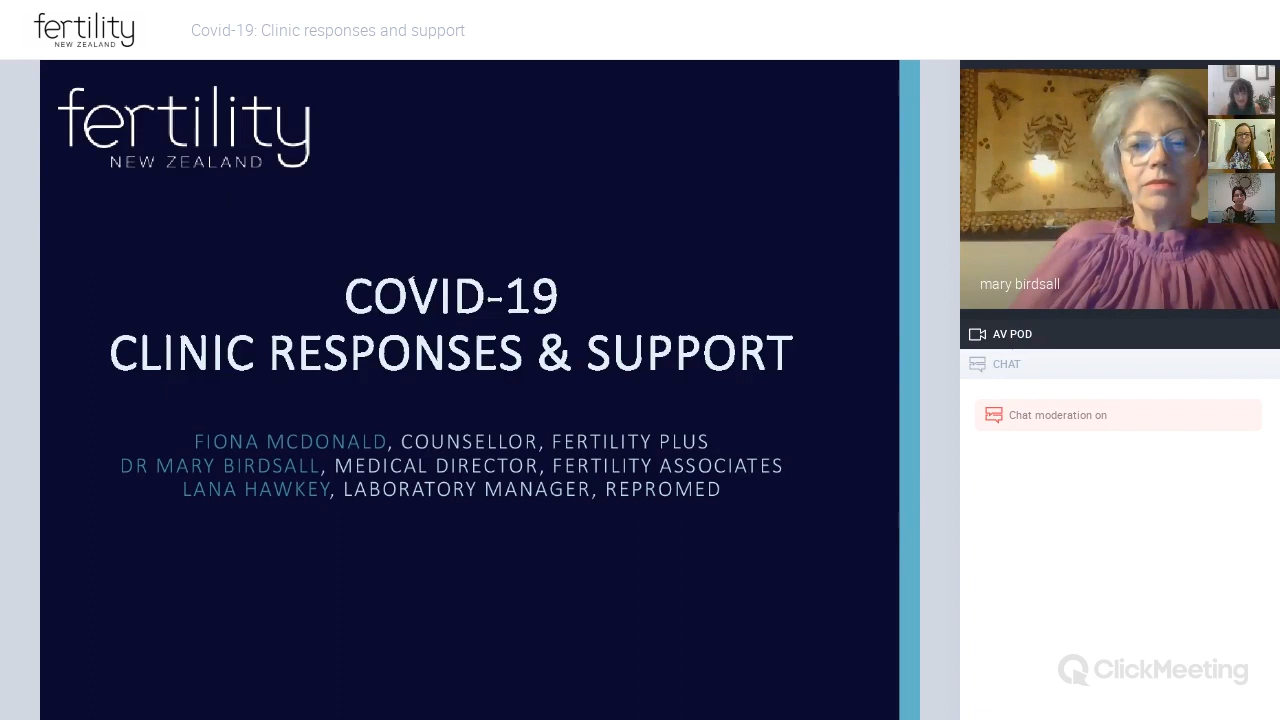 fertility
NEW ZEALAND
Covid-19: Clinic responses and support
fertility
NEW ZEALAND
COVID-19
CLINIC RESPONSES & SUPPORT
FIONA MCDONALD, COUNSELLOR, FERTILITY PLUS
DR MARY BIRDSALL, MEDICAL DIRECTOR, FERTILITY ASSOCIATES
LANA HAWKEY, LABORATORY MANAGER, REPROMED
mary birdsall
AV POD
CHAT
Chat moderation on
ClickMeeting